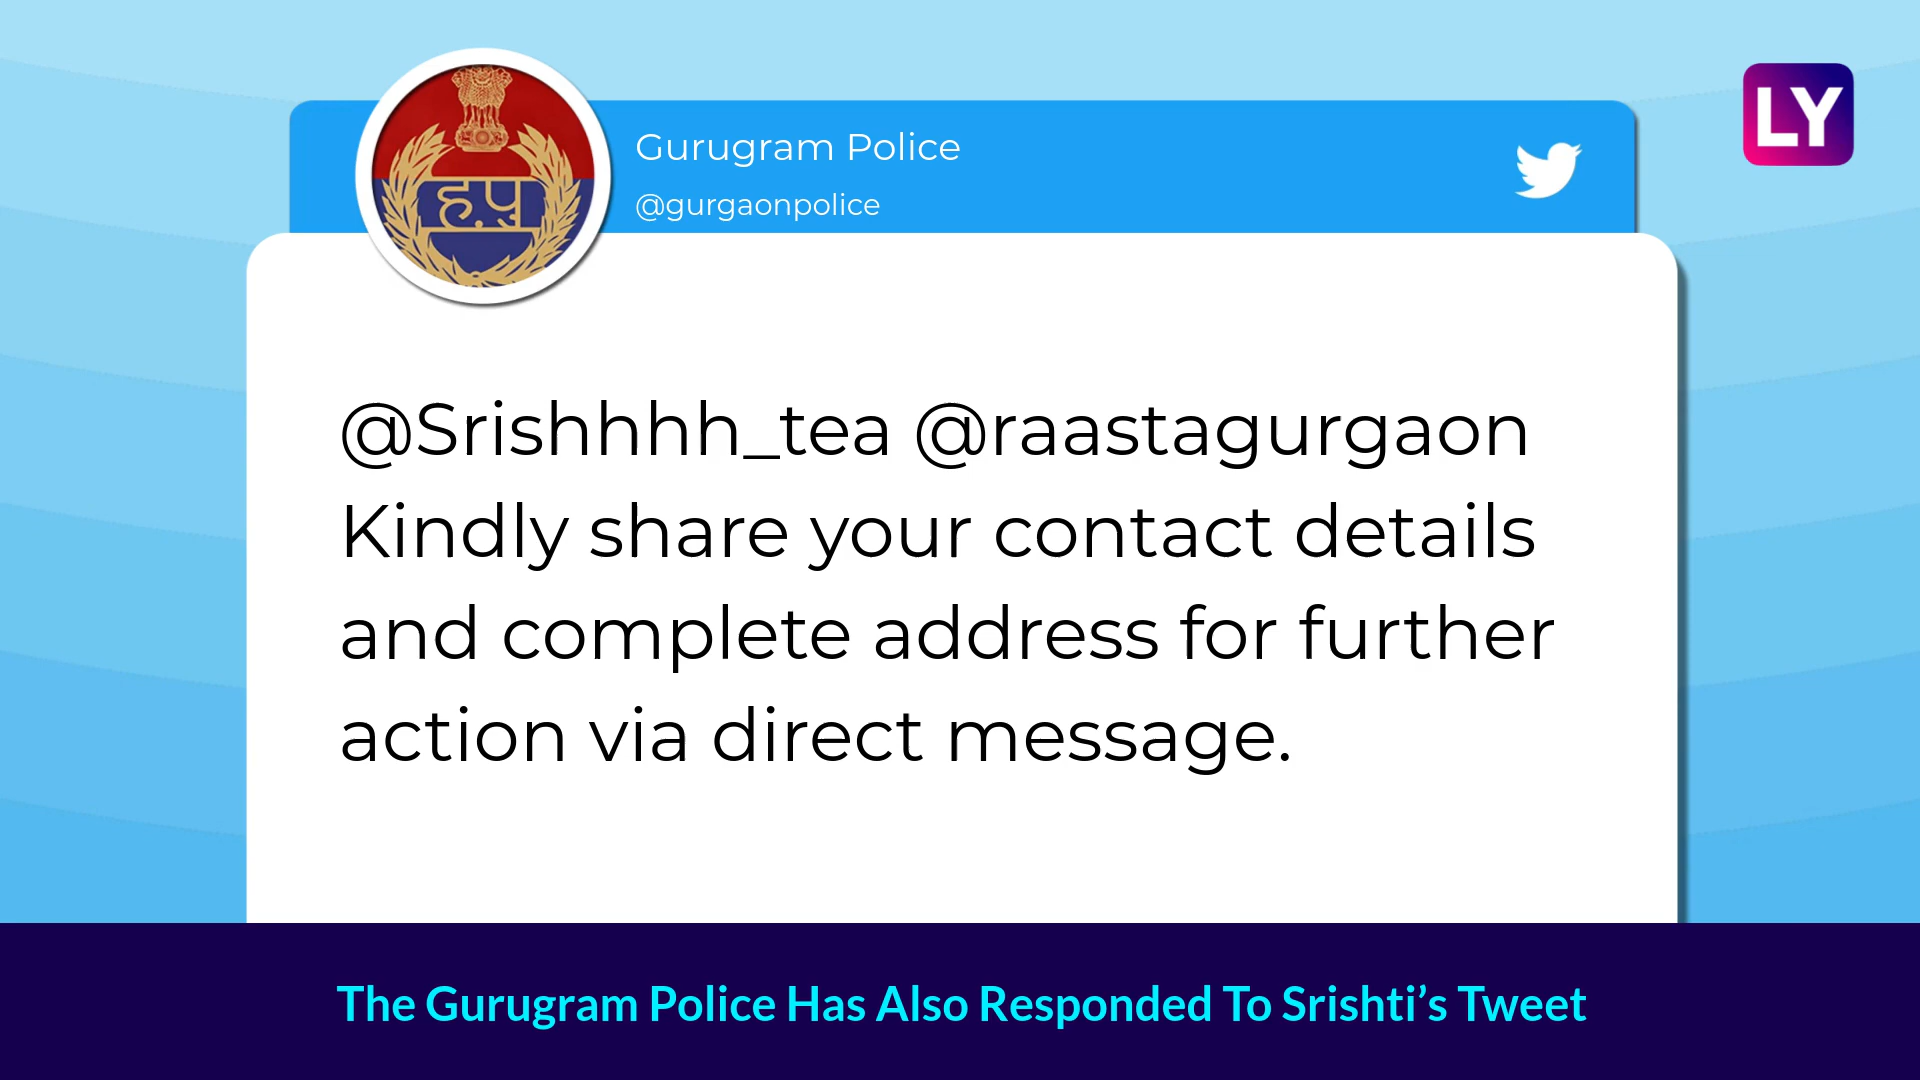 Gurugram Police
@gurgaonpolice
LY
ह.पु
@Srishhhh_tea @raastagurgaon
Kindly share your contact details
and complete address for further
action via direct message.
The Gurugram Police Has Also Responded To Srishti’s Tweet